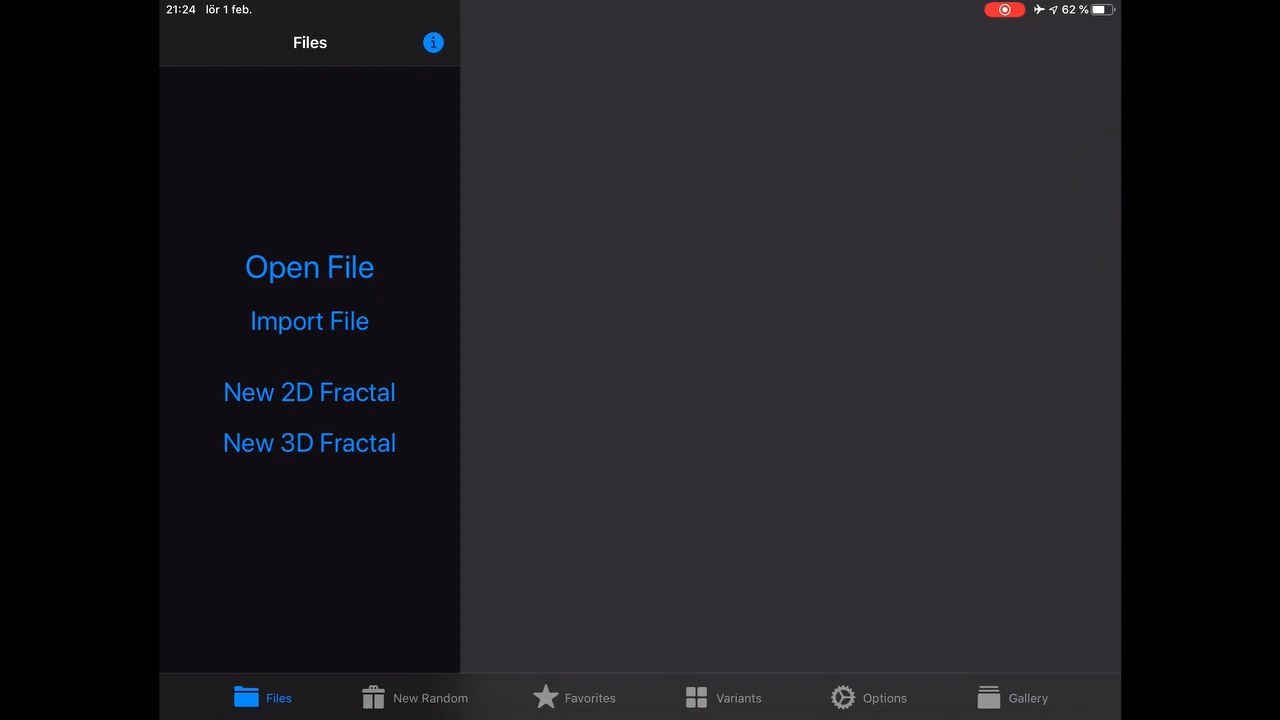 21:24 lör 1 feb. 62 %
Files
Open File
Import File
New 2D Fractal
New 3D Fractal
Files New Random Favorites Variants Options Gallery